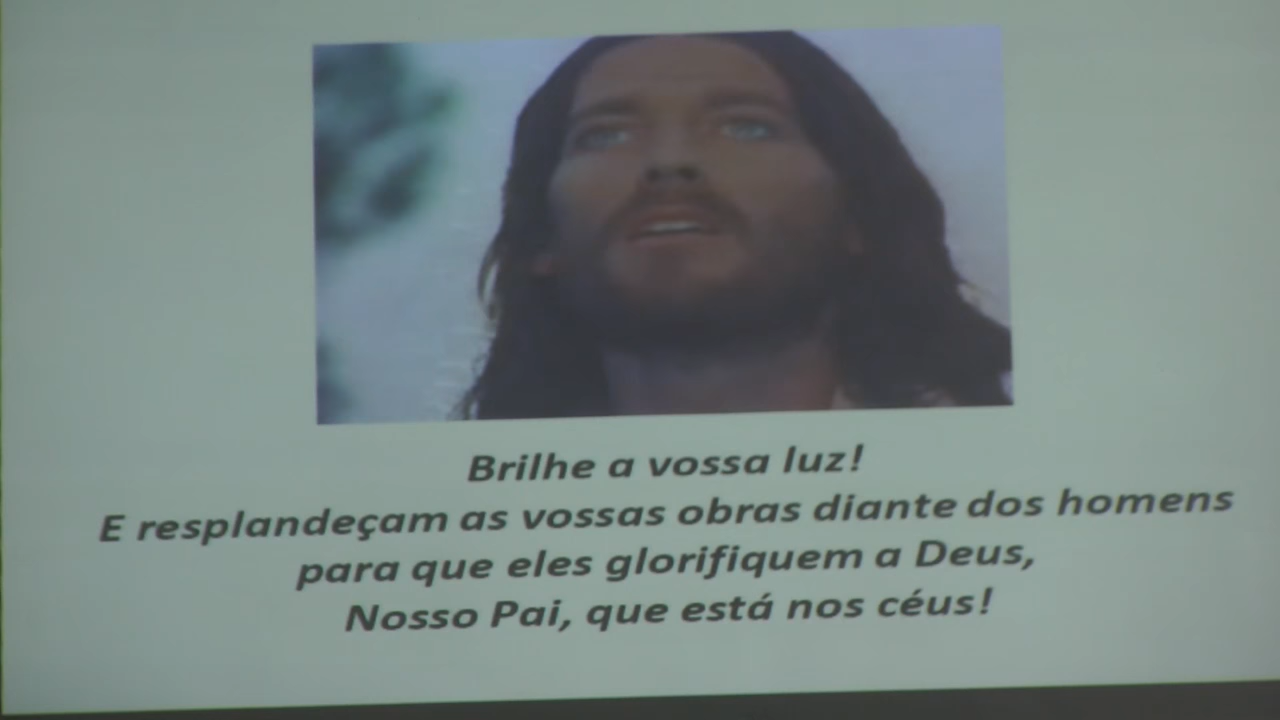 Brilhe a vossa luz!
E resplandeçam as vossas obras diante dos homens
para que eles glorifiquem a Deus,
Nosso Pai, que está nos céus!